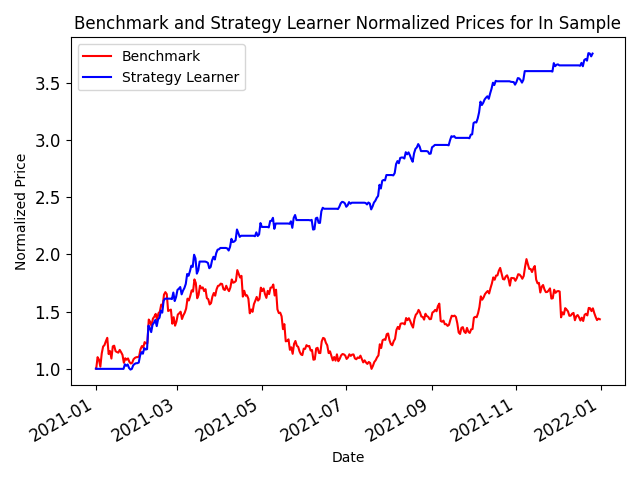 Benchmark and Strategy Learner Normalized Prices for In Sample
Benchmark
Strategy Learner
Normalized Price
3.5
3.0
2.5
2.0
1.5
1.0
2021-01
2021-03
2021-05
2021-07
2021-09
2021-11
2022-01
Date